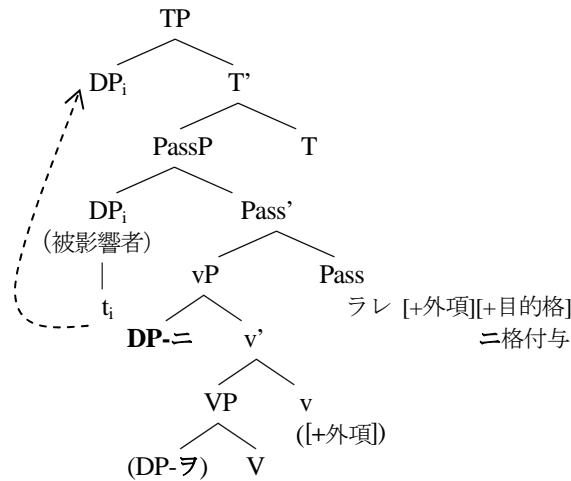 TP
DPi T’
PassP T
DPi Pass’
(被影響者)
vP Pass
ti ラレ [+外項][+目的格]
DP-ニ v’ ニ格付与
VP v
([+外項])
(DP-ヲ) V